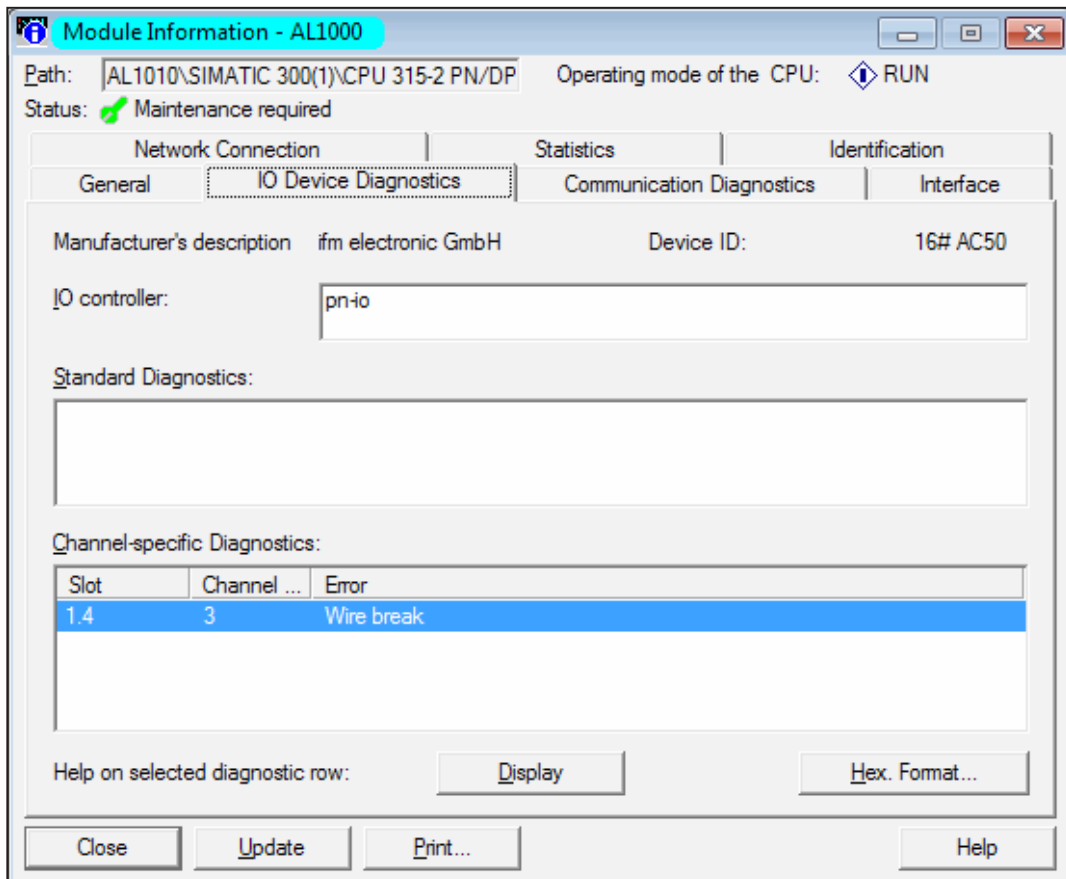 Module Information - AL1000
Path: AL1010\SIMATIC 300(1)\CPU 315-2 PN/DP Operating mode of the CPU: RUN
Status: Maintenance required
Network Connection Statistics Identification
General IO Device Diagnostics Communication Diagnostics Interface
Manufacturer's description ifm electronic GmbH Device ID: 16# AC50
IO controller: pn-io
Standard Diagnostics:
Channel-specific Diagnostics:
Slot Channel ... Error
1.4 3 Wire break
Help on selected diagnostic row: Display Hex. Format...
Close Update Print... Help